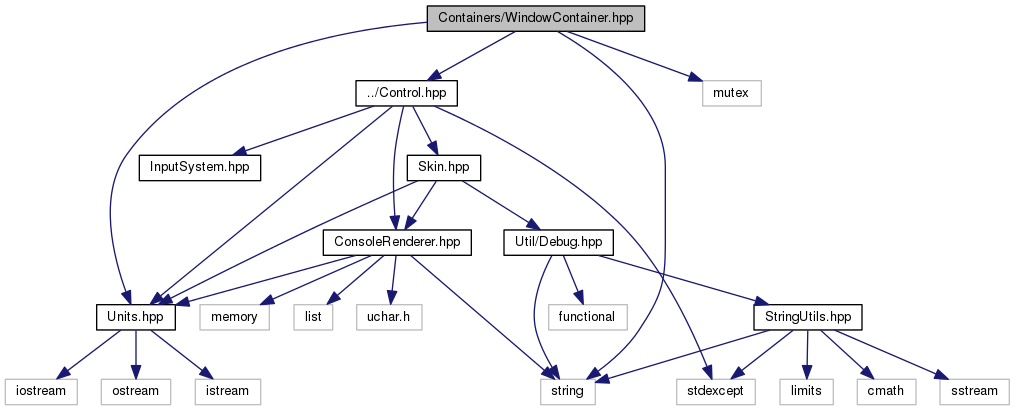 Containers/WindowContainer.hpp
../Control.hpp
mutex
InputSystem.hpp
Skin.hpp
ConsoleRenderer.hpp
Util/Debug.hpp
Units.hpp
memory
list
uchar.h
functional
StringUtils.hpp
iostream
ostream
istream
string
stdexcept
limits
cmath
sstream